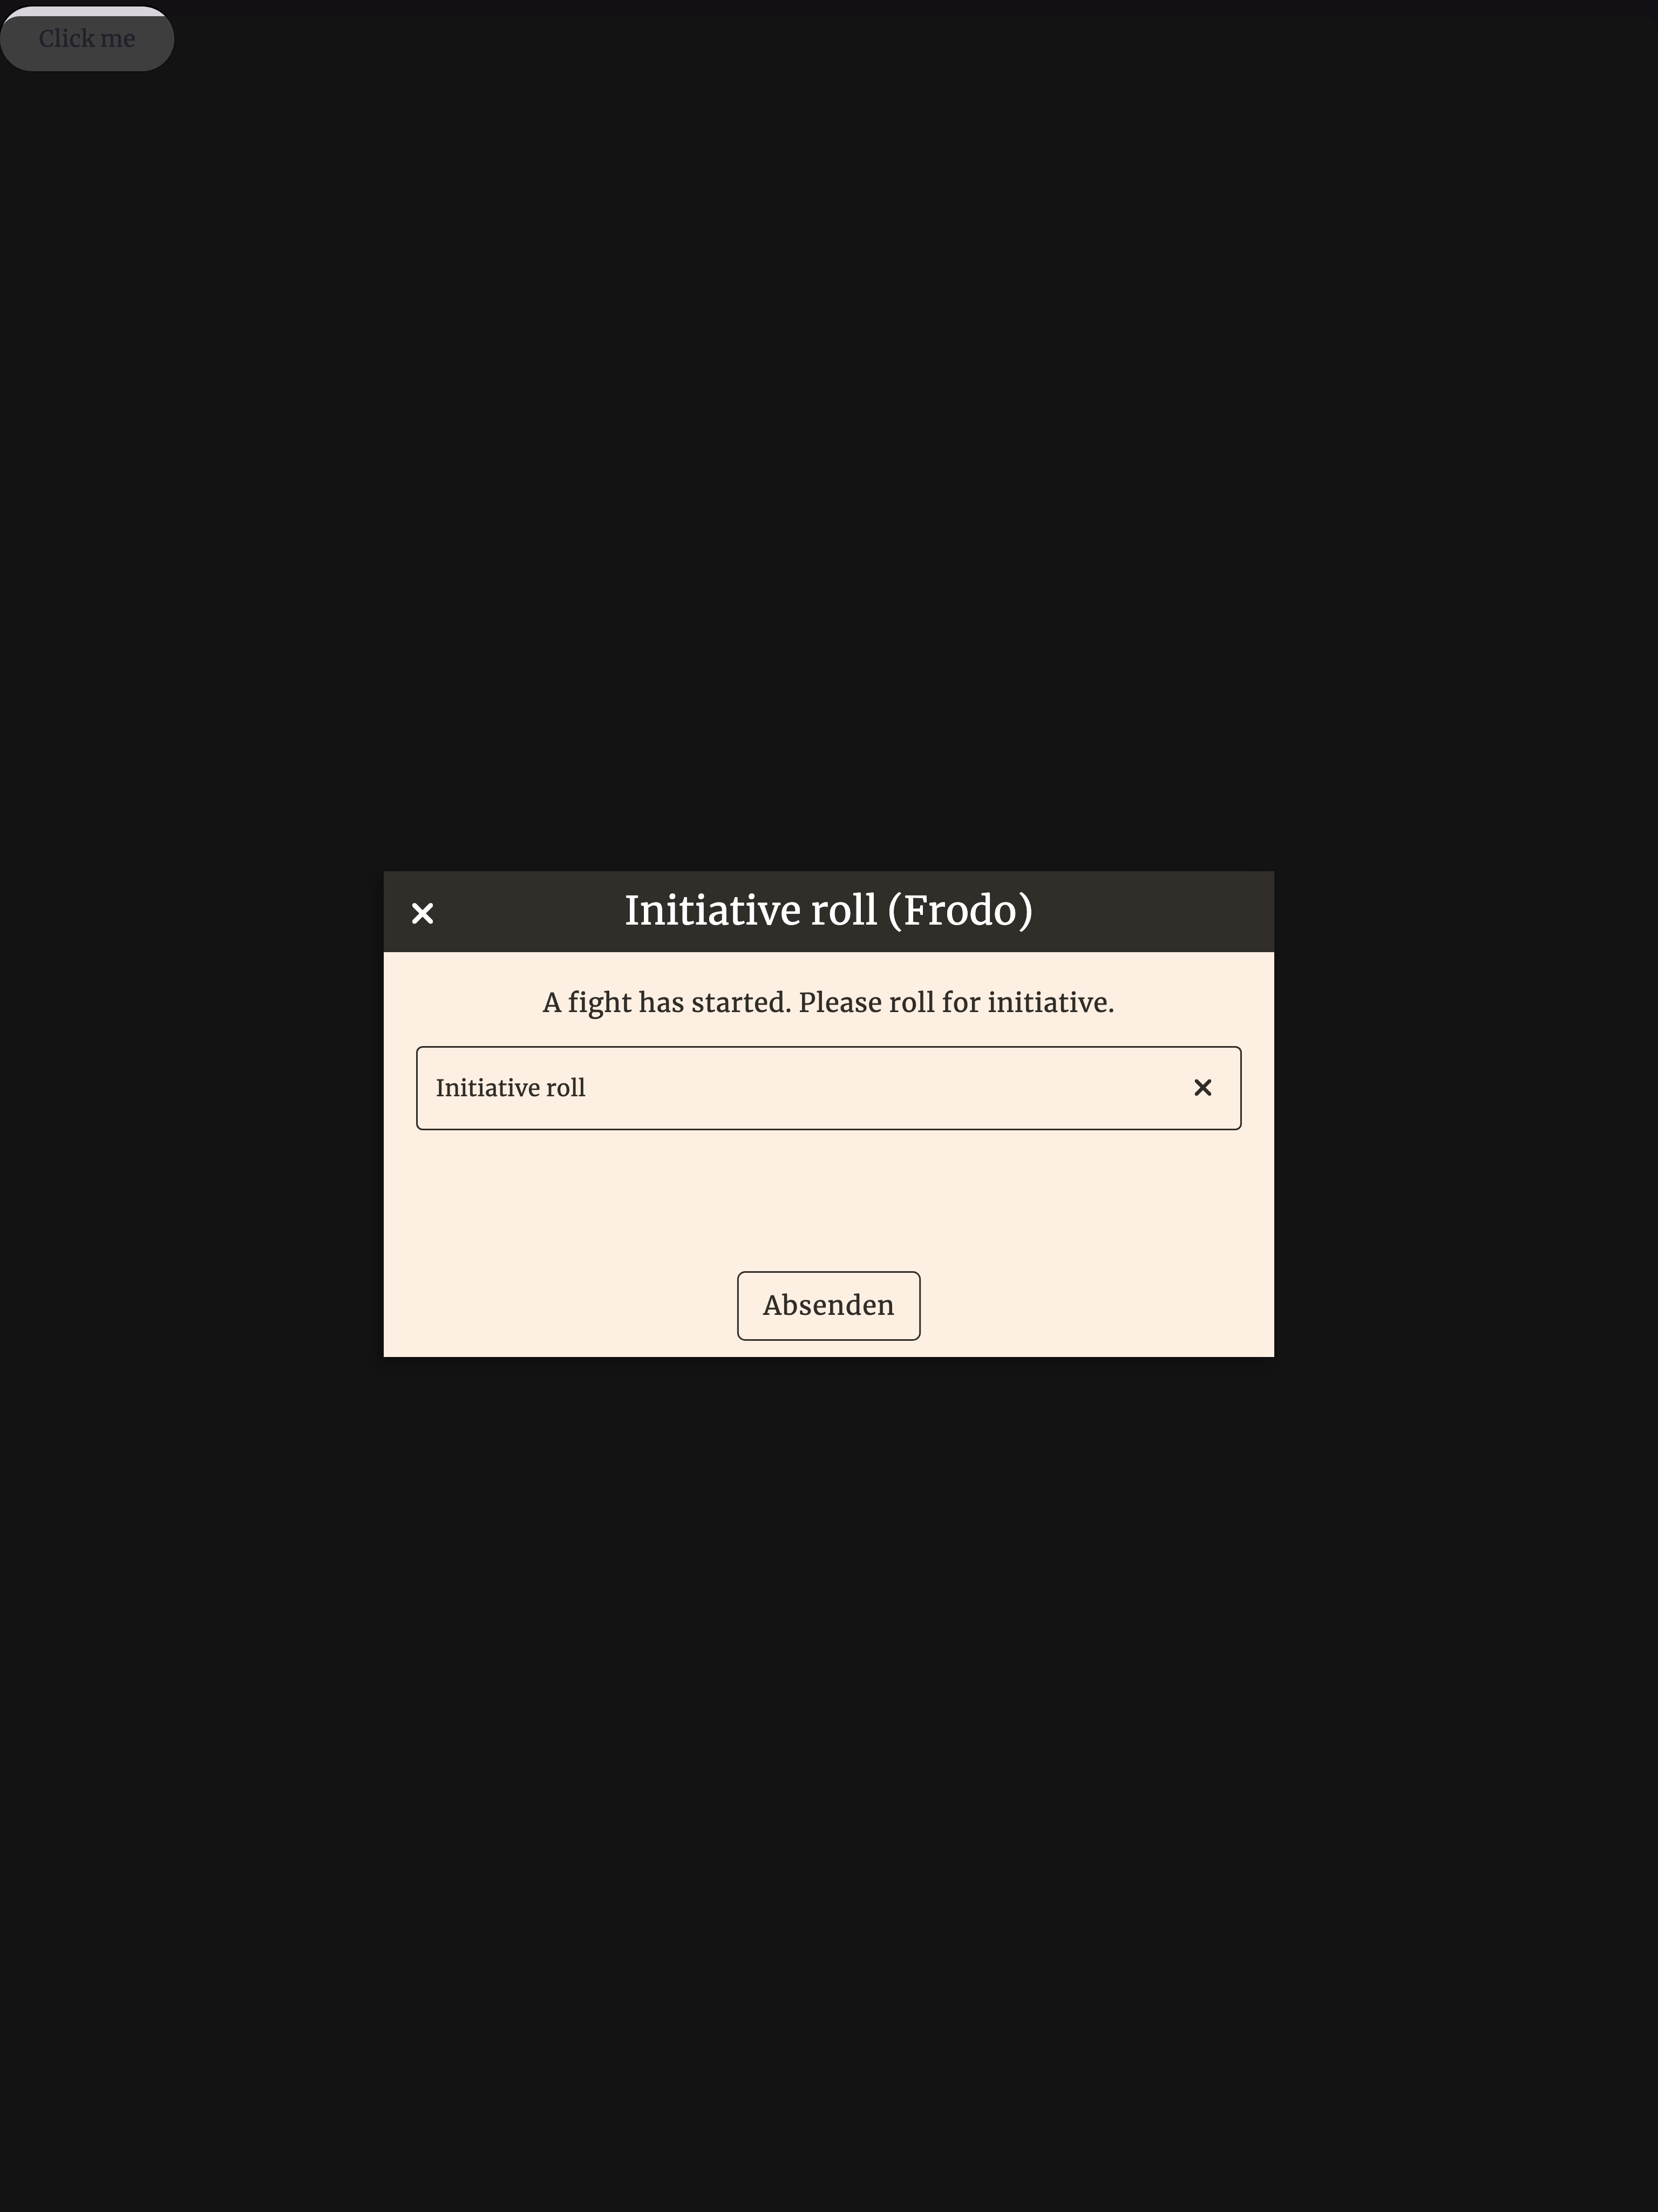 Click me
Initiative roll (Frodo)
A fight has started. Please roll for initiative.
Initiative roll
Absenden